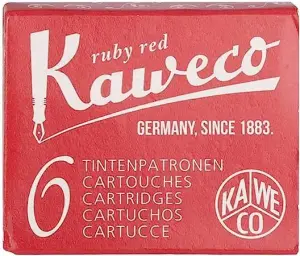 ruby red
Kaweco
GERMANY, SINCE 1883.
6
TINTENPATRONEN
CARTOUCHES
CARTRIDGES
CARTUCHOS
CARTUCCE
KA WE
CO